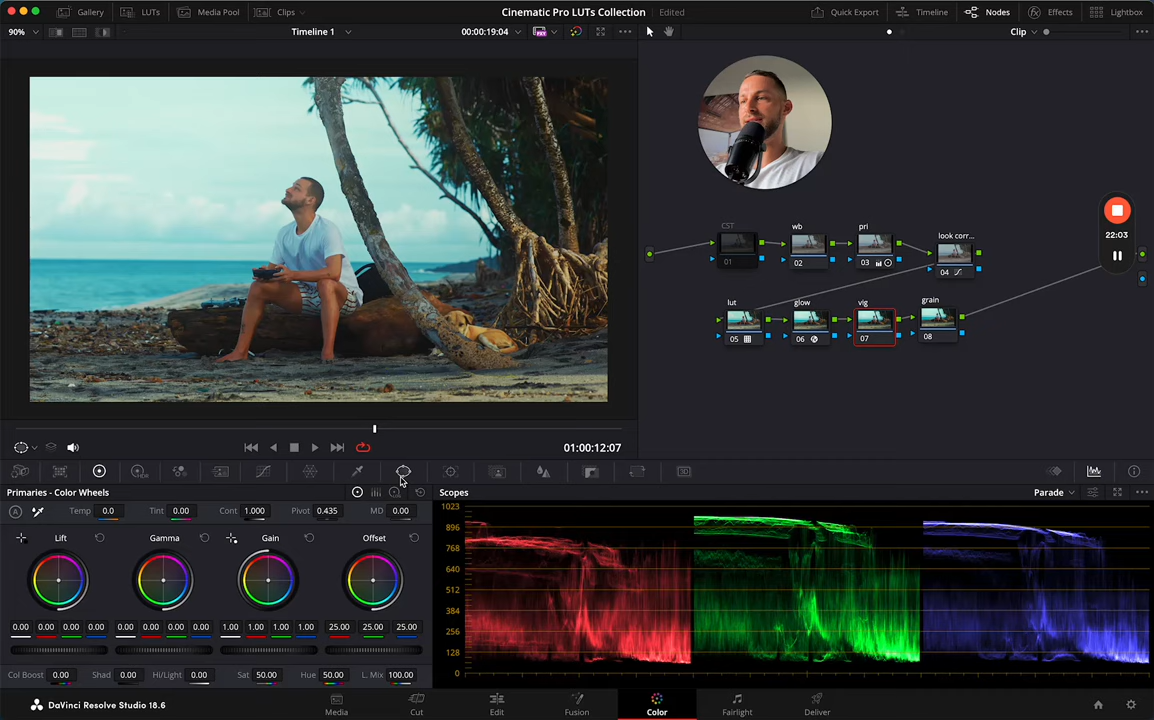 Gallery LUTs Media Pool Clips Cinematic Pro LUTs Collection Edited Quick Export Timeline Nodes Effects Lightbox
90% Timeline 1 00:00:19:04 Clip
22:03
CST wb pri look corr...
01 02 03 04
lut glow vig grain
05 06 07 08
01:00:12:07
Primaries - Color Wheels Scopes Parade
Temp 0.0 Tint 0.00 Cont 1.000 Pivot 0.435 MD 0.00
Lift Gamma Gain Offset
0.00 0.00 0.00 0.00 0.00 0.00 0.00 0.00 1.00 1.00 1.00 1.00 25.00 25.00 25.00
Col Boost 0.00 Shad 0.00 Hi/Light 0.00 Sat 50.00 Hue 50.00 L. Mix 100.00
1023
896
768
640
512
384
256
128
0
DaVinci Resolve Studio 18.6 Media Cut Edit Fusion Color Fairlight Deliver